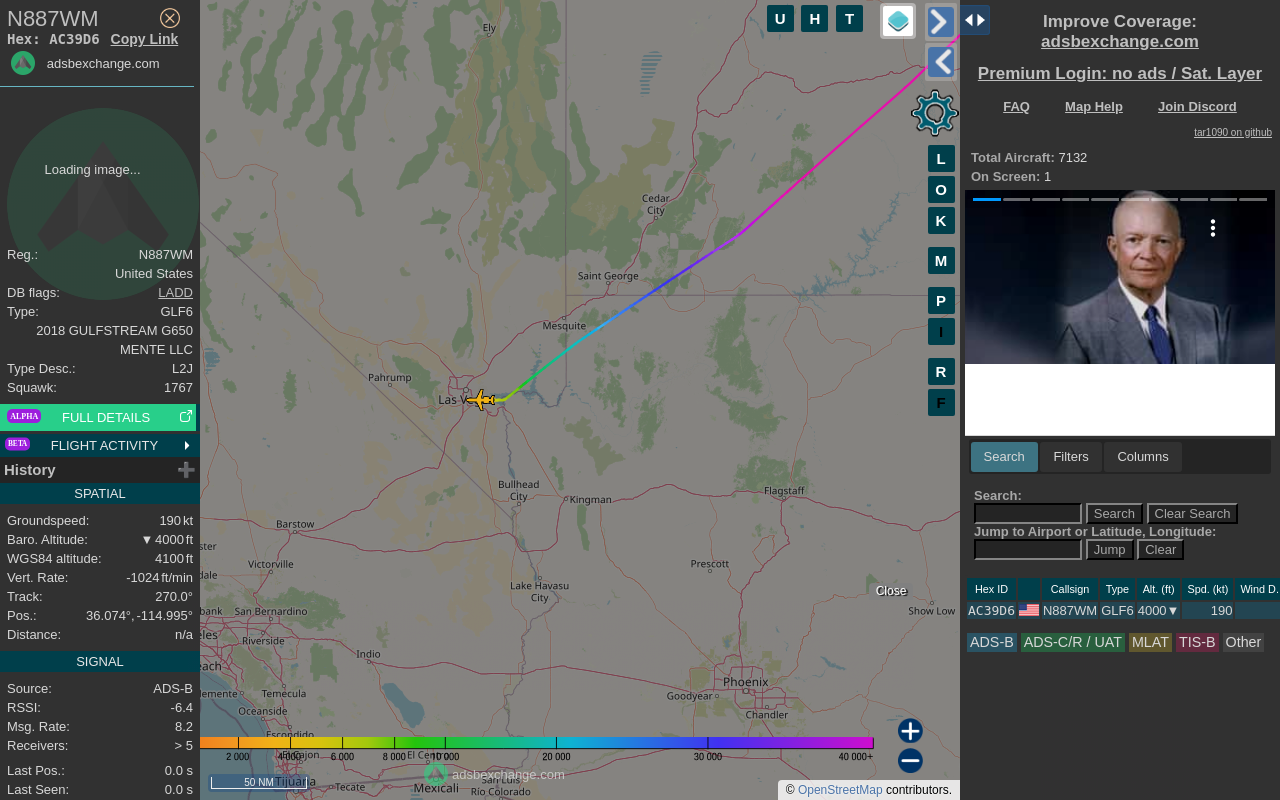 N887WM
Hex: AC39D6 Copy Link
adsbexchange.com
Loading image...
Reg.: N887WM
United States
DB flags: LADD
Type: GLF6
2018 GULFSTREAM G650
MENTE LLC
Type Desc.: L2J
Squawk: 1767
ALPHA FULL DETAILS
BETA FLIGHT ACTIVITY
History
SPATIAL
Groundspeed: 190 kt
Baro. Altitude: ▼ 4000 ft
WGS84 altitude: 4100 ft
Vert. Rate: -1024 ft/min
Track: 270.0°
Pos.: 36.074°, -114.995°
Distance: n/a
SIGNAL
Source: ADS-B
RSSI: -6.4
Msg. Rate: 8.2
Receivers: > 5
Last Pos.: 0.0 s
Last Seen: 0.0 s
U H T
L
O
K
M
P
I
R
F
Ely
Cedar
City
Saint George
Mesquite
Pahrump
Las V
Bullhead
City
Kingman
Flagstaff
Barstow
Victorville
Prescott
Lake Havasu
City
Show Low
San Bernardino
Riverside
Indio
Temecula
Oceanside
Escondido
El Cajon
Tijuana
Tecate
El Centro
Mexicali
San Luis
Río Colorado
Phoenix
Goodyear
Chandler
Close
2 000 4 000 6 000 8 000 10 000 20 000 30 000 40 000+
50 NM
adsbexchange.com
© OpenStreetMap contributors.
Improve Coverage:
adsbexchange.com
Premium Login: no ads / Sat. Layer
FAQ Map Help Join Discord
tar1090 on github
Total Aircraft: 7132
On Screen: 1
Search Filters Columns
Search:
Search Clear Search
Jump to Airport or Latitude, Longitude:
Jump Clear
Hex ID Callsign Type Alt. (ft) Spd. (kt) Wind D.
AC39D6 N887WM GLF6 4000▼ 190
ADS-B ADS-C/R / UAT MLAT TIS-B Other